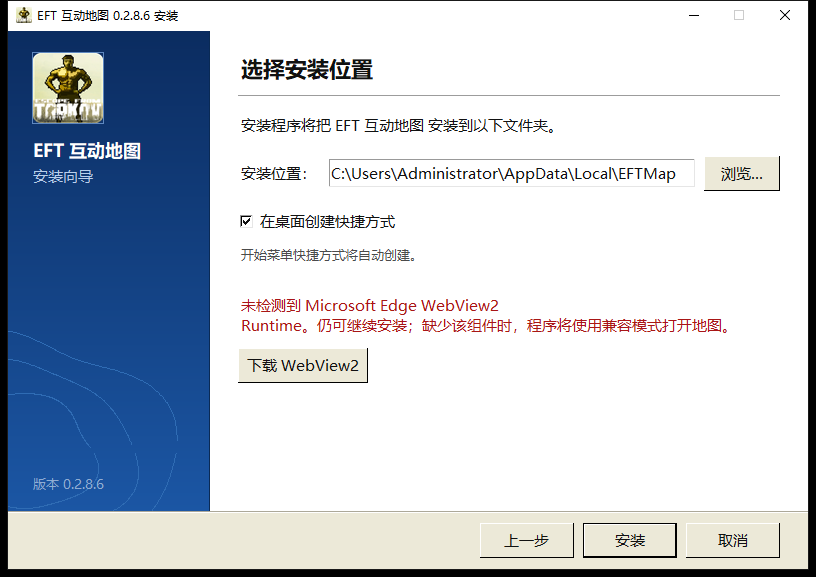 EFT 互动地图 0.2.8.6 安装
EFT 互动地图
安装向导
版本 0.2.8.6
选择安装位置
安装程序将把 EFT 互动地图 安装到以下文件夹。
安装位置： C:\Users\Administrator\AppData\Local\EFTMap 浏览...
在桌面创建快捷方式
开始菜单快捷方式将自动创建。
未检测到 Microsoft Edge WebView2
Runtime。仍可继续安装；缺少该组件时，程序将使用兼容模式打开地图。
下载 WebView2
上一步 安装 取消